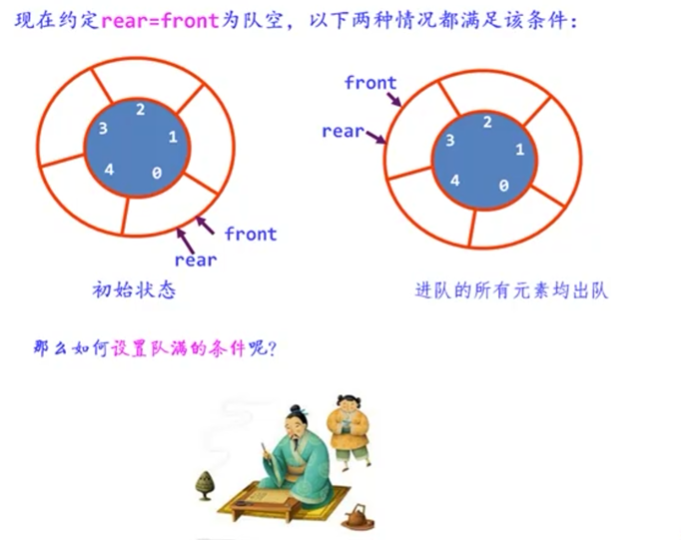 现在约定rear=front为队空，以下两种情况都满足该条件：
2
3
1
4
0
front
rear
初始状态
front
rear
2
3
1
4
0
进队的所有元素均出队
那么如何设置队满的条件呢?